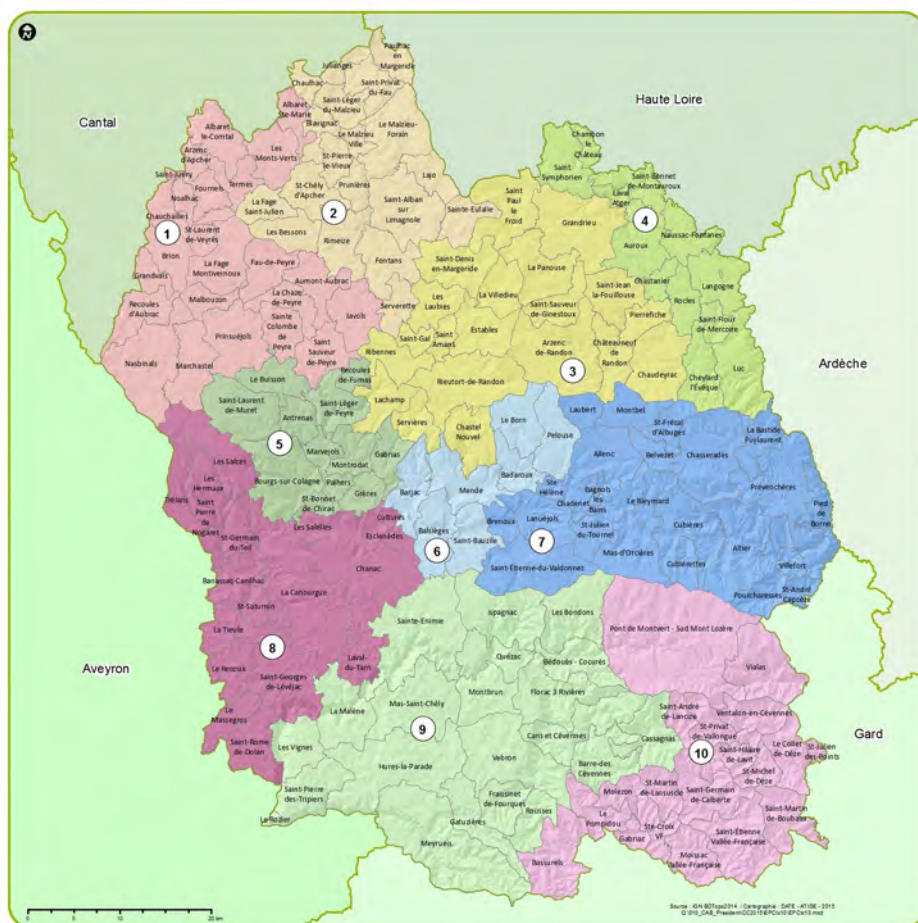 Cantal
Haute Loire
Ardèche
Gard
Aveyron
Paulhac
en
Margeride
Julianges
Chaulhac
Saint-Privat
du-Fau
Saint-Léger
du-Malzieu
Albaret
Ste-Marie
Blavignac
Le Malzieu
Ville
Le Malzieu-
Forain
Albaret
le-Comtal
Arzenc
d'Apcher
Les
Monts-Verts
St-Pierre
le-Vieux
Saint-Juéry
Fournels
Termes
Noalhac
St-Chély
d'Apcher
Prunières
Lajo
La Fage
Saint-Julien
2
Saint-Alban
sur
Limagnole
Sainte-Eulalie
Chauchailles
1
St-Laurent
de-Veyrès
Les Bessons
Rimeize
Brion
La Fage
Montivernoux
Fau-de-Peyre
Fontans
Grandvals
Aumont-Aubrac
Recoules
d'Aubrac
Malbouzon
La Chaze
de-Peyre
Javols
Serverette
Prinsuéjols
Sainte
Colombe
de
Peyre
Saint
Sauveur
de-Peyre
Nasbinals
Marchastel
Chambon
le
Château
Saint
Symphorien
Saint-Bonnet
de-Montauroux
Laval
Atger
4
Saint
Paul
le
Froid
Grandrieu
Auroux
Naussac-Fontanes
Saint-Denis
en-Margeride
La Panouse
Chastanier
Langogne
Rocles
Saint-Jean
la-Fouillouse
Les
Laubies
La Villedieu
Saint-Sauveur
de-Ginestoux
Pierrefiche
Saint-Flour
de-Mercoire
Saint-Gal
Saint
Amans
Estables
Arzenc
de-Randon
Châteauneuf
de
Randon
Ribennes
3
Luc
Rieutort-de-Randon
Chaudeyrac
Cheylard
l'Évêque
Lachamp
Servières
Chastel
Nouvel
Le Buisson
Recoules
de-Fumas
Saint-Laurent
de-Muret
Saint-Léger
de-Peyre
Antrenas
5
Marvejols
Gabrias
Montrodat
Bourgs-sur-Colagne
Palhers
St-Bonnet
de-Chirac
Grèzes
Le Born
Pelouse
Badaroux
Barjac
Mende
Balsièges
6
Saint-Bauzile
Laubert
Montbel
St-Frézal
d'Albuges
La Bastide
Puylaurent
Allenc
Belvezet
Chasseradès
Ste
Hélène
Bagnols
les
Bains
Chadenet
Le Bleymard
Prévenchères
Brenoux
Lanuéjols
St-Julien
du-Tournel
Cubières
Pied
de
Borne
7
Mas-d'Orcières
Altier
Cubiérettes
Villefort
Saint-Étienne-du-Valdonnez
Pourcharesses
St-André
Capcèze
Les Salces
Les
Hermaux
Trélans
Saint
Pierre
de
Nogaret
Les Salelles
Cultures
Esclanèdes
St-Germain
du-Teil
Chanac
Banassac-Canilhac
La Canourgue
St-Saturnin
La Tieule
8
Le Recoux
Laval-
du-Tarn
Saint-Georges
de-Lévéjac
Le
Massegros
Saint-Rome
de-Dolan
Ispagnac
Les Bondons
Sainte-Enimie
Quézac
Bédouès - Cocurès
Montbrun
Florac 3 Rivières
La Malène
Mas-Saint-Chély
9
Cans et Cévennes
Cassagnas
Les Vignes
Vebron
Barre-des
Cévennes
Hures-la-Parade
Saint-Pierre
des-Tripiers
Fraissinet
de-Fourques
Rousses
Le Rozier
Gatuzières
Meyrueis
Pont de Montvert - Sud Mont Lozère
Vialas
Saint-André
de-Lancize
Ventalon-en-Cévennes
St-Privat
de-Vallongue
10
Saint-Hilaire
de-Lavit
Le Collet
de-Dèze
St-Julien
des-Points
St-Michel
de-Dèze
St-Martin
de-Lansuscle
Saint-Germain
de-Calberte
Molezon
Le
Pompidou
Saint-Martin
de-Boubaux
Ste-Croix
VF
Saint-Étienne
Vallée-Française
Gabriac
Moissac
Vallée-Française
Bassurels
0
10
20 km
Source : IGN BDTopo2014 / Cartographie : DATE - ATISE - 2015